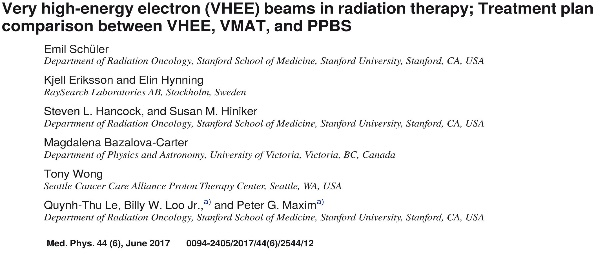 Very high-energy electron (VHEE) beams in radiation therapy; Treatment plan
comparison between VHEE, VMAT, and PPBS
Emil Schüler
Department of Radiation Oncology, Stanford School of Medicine, Stanford University, Stanford, CA, USA
Kjell Eriksson and Elin Hynning
RaySearch Laboratories AB, Stockholm, Sweden
Steven L. Hancock, and Susan M. Hiniker
Department of Radiation Oncology, Stanford School of Medicine, Stanford University, Stanford, CA, USA
Magdalena Bazalova-Carter
Department of Physics and Astronomy, University of Victoria, Victoria, BC, Canada
Tony Wong
Seattle Cancer Care Alliance Proton Therapy Center, Seattle, WA, USA
Quynh-Thu Le, Billy W. Loo Jr.,a) and Peter G. Maxima)
Department of Radiation Oncology, Stanford School of Medicine, Stanford University, Stanford, CA, USA
Med. Phys. 44 (6), June 2017 0094-2405/2017/44(6)/2544/12